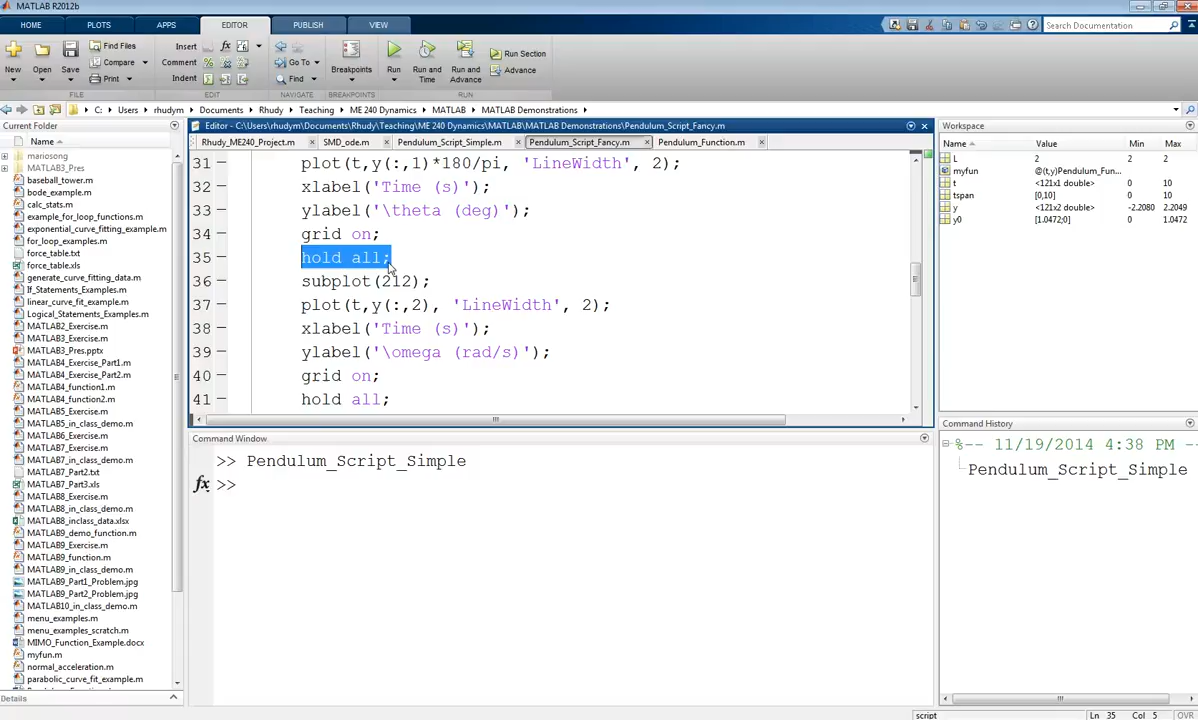 MATLAB R2012b
HOME PLOTS APPS EDITOR PUBLISH VIEW
Search Documentation
New Open Save Find Files Compare Print
Insert Comment Indent
Go To Find
Breakpoints Run Run and Time Run and Advance Run Section Advance
FILE EDIT NAVIGATE BREAKPOINTS RUN
C: Users rhudym Documents Rhudy Teaching ME 240 Dynamics MATLAB MATLAB Demonstrations
Current Folder
Name
mariosong
MATLAB3_Pres
baseball_tower.m
bode_example.m
calc_stats.m
example_for_loop_functions.m
exponential_curve_fitting_example.m
for_loop_examples.m
force_table.txt
force_table.xls
generate_curve_fitting_data.m
If_Statements_Examples.m
linear_curve_fit_example.m
Logical_Statements_Examples.m
MATLAB2_Exercise.m
MATLAB3_Exercise.m
MATLAB3_Pres.pptx
MATLAB4_Exercise_Part1.m
MATLAB4_Exercise_Part2.m
MATLAB4_function1.m
MATLAB4_function2.m
MATLAB5_Exercise.m
MATLAB5_in_class_demo.m
MATLAB6_Exercise.m
MATLAB7_Exercise.m
MATLAB7_in_class_demo.m
MATLAB7_Part2.txt
MATLAB7_Part3.xls
MATLAB8_Exercise.m
MATLAB8_in_class_demo.m
MATLAB8_inclass_data.xlsx
MATLAB9_demo_function.m
MATLAB9_Exercise.m
MATLAB9_function.m
MATLAB9_in_class_demo.m
MATLAB9_Part1_Problem.jpg
MATLAB9_Part2_Problem.jpg
MATLAB10_in_class_demo.m
menu_examples.m
menu_examples_scratch.m
MIMO_Function_Example.docx
myfun.m
normal_acceleration.m
parabolic_curve_fit_example.m
Details
Editor - C:\Users\rhudym\Documents\Rhudy\Teaching\ME 240 Dynamics\MATLAB\MATLAB Demonstrations\Pendulum_Script_Fancy.m
Rhudy_ME240_Project.m SMD_ode.m Pendulum_Script_Simple.m Pendulum_Script_Fancy.m Pendulum_Function.m
31 – plot(t,y(:,1)*180/pi, 'LineWidth', 2);
32 – xlabel('Time (s)');
33 – ylabel('\theta (deg)');
34 – grid on;
35 – hold all;
36 – subplot(212);
37 – plot(t,y(:,2), 'LineWidth', 2);
38 – xlabel('Time (s)');
39 – ylabel('\omega (rad/s)');
40 – grid on;
41 – hold all;
Command Window
>> Pendulum_Script_Simple
fx >>
Workspace
Name Value Min Max
L 2 2 2
myfun @(t,y)Pendulum_Fun...
t <121x1 double> 0 10
tspan [0,10] 0 10
y <121x2 double> -2.2080 2.2049
y0 [1.0472;0] 0 1.0472
Command History
%-- 11/19/2014 4:38 PM --
Pendulum_Script_Simple
script Ln 35 Col 5 OVR